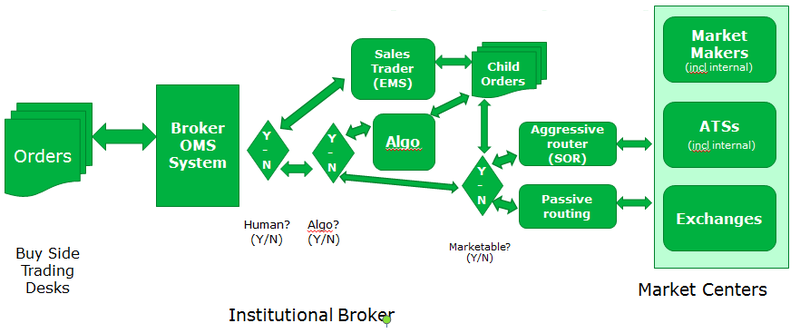 Orders
Buy Side
Trading
Desks
Broker
OMS
System
Y
–
N
Human?
(Y/N)
Y
–
N
Algo?
(Y/N)
Sales
Trader
(EMS)
Algo
Child
Orders
Y
–
N
Marketable?
(Y/N)
Aggressive
router
(SOR)
Passive
routing
Institutional Broker
Market
Makers
(incl internal)
ATSs
(incl internal)
Exchanges
Market Centers